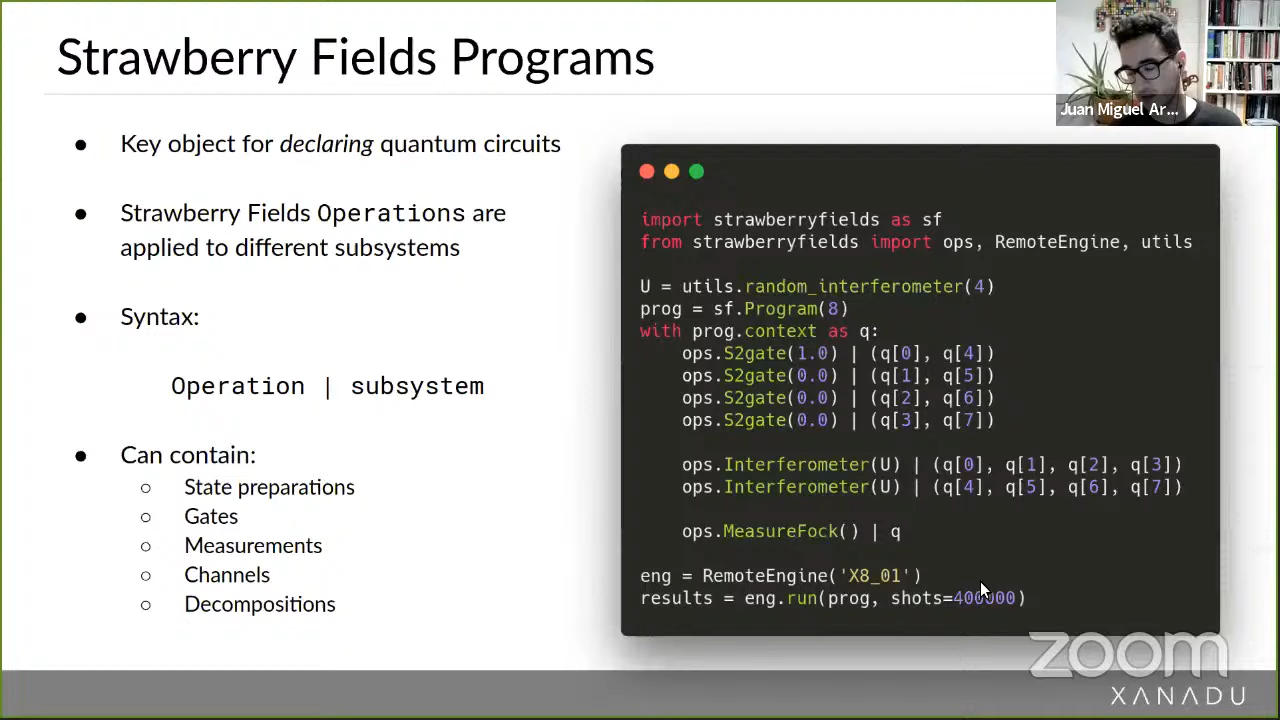 Strawberry Fields Programs
Juan Miguel Ar...
● Key object for declaring quantum circuits
● Strawberry Fields Operations are
applied to different subsystems
● Syntax:
Operation | subsystem
● Can contain:
○ State preparations
○ Gates
○ Measurements
○ Channels
○ Decompositions
import strawberryfields as sf
from strawberryfields import ops, RemoteEngine, utils
U = utils.random_interferometer(4)
prog = sf.Program(8)
with prog.context as q:
    ops.S2gate(1.0) | (q[0], q[4])
    ops.S2gate(0.0) | (q[1], q[5])
    ops.S2gate(0.0) | (q[2], q[6])
    ops.S2gate(0.0) | (q[3], q[7])
    ops.Interferometer(U) | (q[0], q[1], q[2], q[3])
    ops.Interferometer(U) | (q[4], q[5], q[6], q[7])
    ops.MeasureFock() | q
eng = RemoteEngine('X8_01')
results = eng.run(prog, shots=400000)
zoom
XANADU